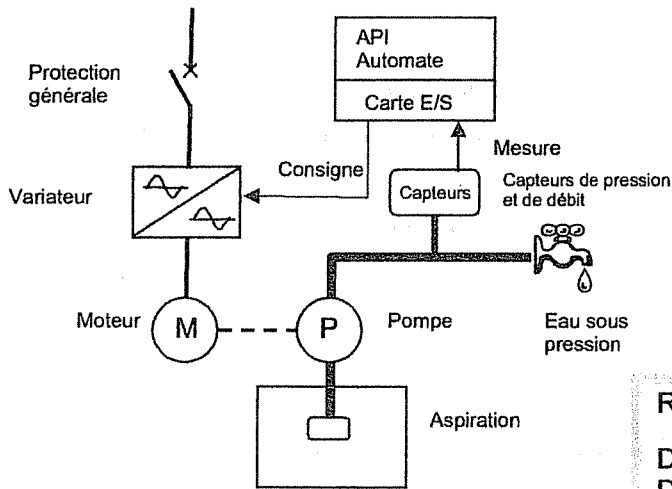 Protection
générale
API
Automate
Carte E/S
Consigne
Mesure
Variateur
Capteurs
Capteurs de pression
et de débit
Moteur
M
P
Pompe
Eau sous
pression
Aspiration
R
D